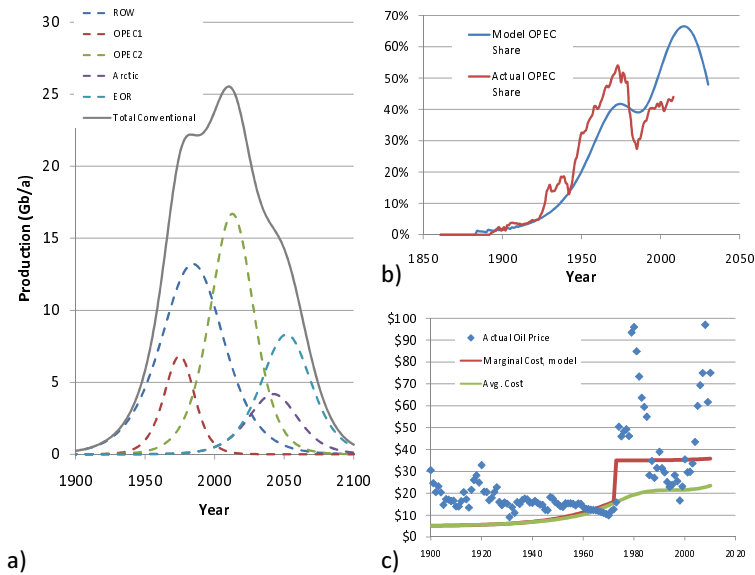 30
25
20
15
10
5
0
Production (Gb/a)
ROW
OPEC1
OPEC2
Arctic
EOR
Total Conventional
1900 1950 2000 2050 2100
Year
a)
70%
60%
50%
40%
30%
20%
10%
0%
Model OPEC
Share
Actual OPEC
Share
1850 1900 1950 2000 2050
Year
b)
$100
$90
$80
$70
$60
$50
$40
$30
$20
$10
$0
Actual Oil Price
Marginal Cost, model
Avg. Cost
1900 1920 1940 1960 1980 2000 2020
c)